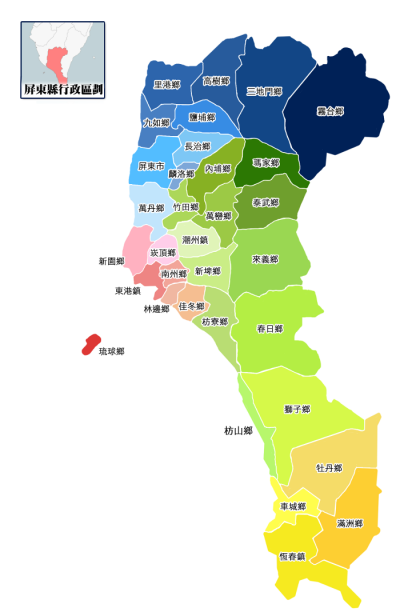 屏東縣行政區劃
里港鄉
高樹鄉
三地門鄉
霧台鄉
九如鄉
鹽埔鄉
長治鄉
屏東市
麟洛鄉
內埔鄉
瑪家鄉
萬丹鄉
竹田鄉
萬巒鄉
泰武鄉
潮州鎮
新園鄉
崁頂鄉
來義鄉
東港鎮
南州鄉
新埤鄉
林邊鄉
佳冬鄉
枋寮鄉
春日鄉
琉球鄉
獅子鄉
枋山鄉
牡丹鄉
車城鄉
滿洲鄉
恆春鎮